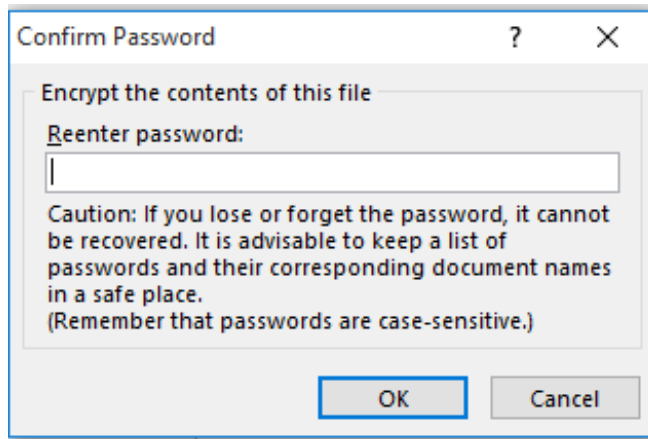 Confirm Password ?
Encrypt the contents of this file
Reenter password:
Caution: If you lose or forget the password, it cannot
be recovered. It is advisable to keep a list of
passwords and their corresponding document names
in a safe place.
(Remember that passwords are case-sensitive.)
OK Cancel